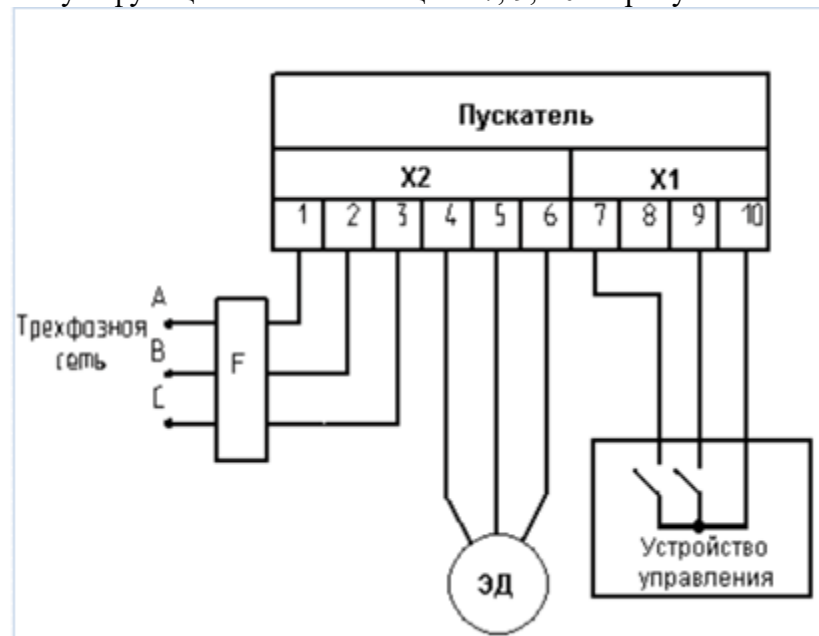 Пускатель
X2 X1
1 2 3 4 5 6 7 8 9 10
A
Трехфазная
сеть
B
C
F
ЭД
Устройство
управления